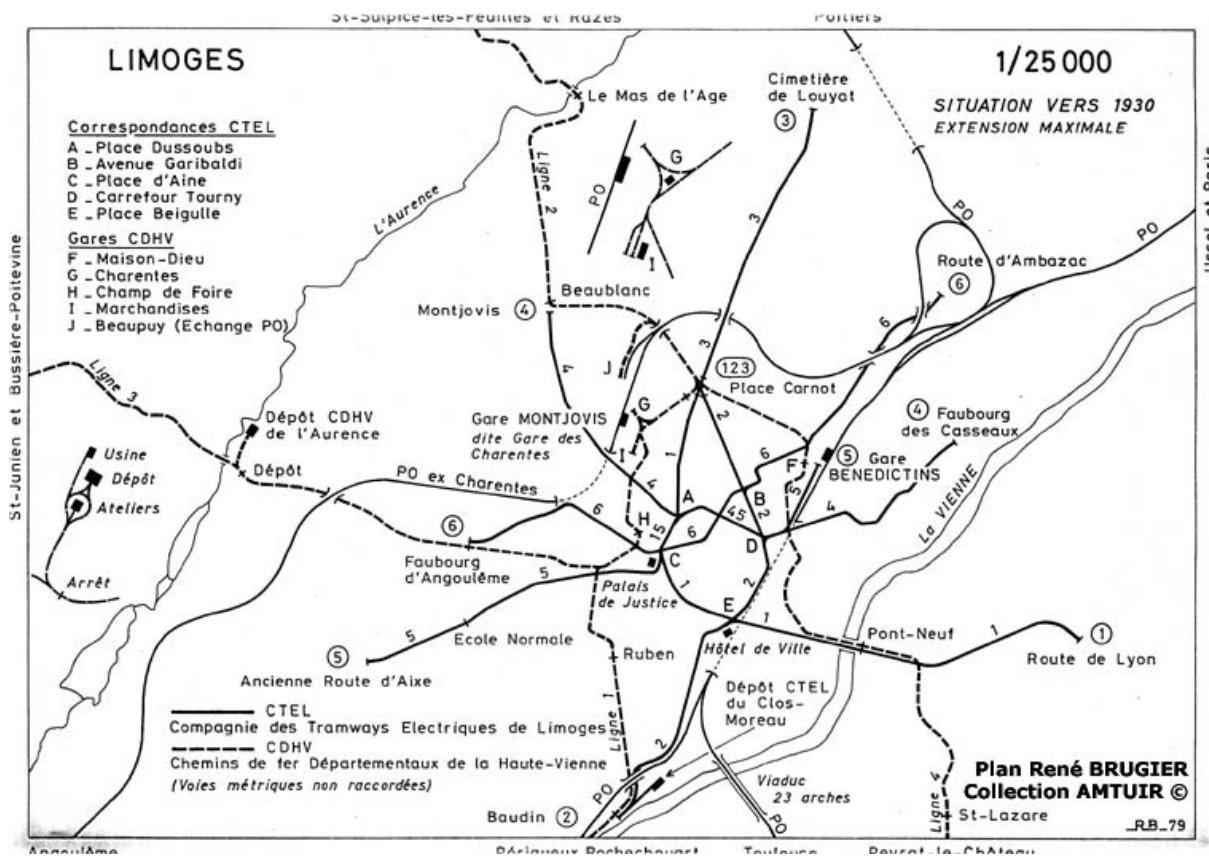 St-Sulpice-les-Feuilles et Razès
Poitiers
LIMOGES
1/25 000
SITUATION VERS 1930
EXTENSION MAXIMALE
Correspondances CTEL
A _ Place Dussoubs
B _ Avenue Garibaldi
C _ Place d'Aine
D _ Carrefour Tourny
E _ Place Beigulle
Gares CDHV
F _ Maison-Dieu
G _ Charentes
H _ Champ de Foire
I _ Marchandises
J _ Beaupuy (Echange PO)
Le Mas de l'Age
Cimetière
de Louyat
3
Ligne 2
L'Aurence
PO
G
I
3
PO
PO
Route d'Ambazac
6
Beaublanc
Montjovis 4
6
4
3
J
123
Place Carnot
St-Junien et Bussière-Poitevine
Ligne 3
Dépôt CDHV
de l'Aurence
Gare MONTJOVIS
dite Gare des
Charentes
G
I
2
1
4
4 Faubourg
des Casseaux
5 Gare
BENEDICTINS
Usine
Dépôt
Ateliers
Arrêt
Dépôt
PO ex Charentes
6
F
5
4
A
B
45
2
La VIENNE
H
15
6
6
6
D
C
Faubourg
d'Angoulême
5
Palais
de Justice
1
2
E
1
Pont-Neuf
1
1
Route de Lyon
Ecole Normale
5
5
Ancienne Route d'Aixe
Ruben
Hôtel de Ville
Dépôt CTEL
du Clos-
Moreau
CTEL
Compagnie des Tramways Electriques de Limoges
CDHV
Chemins de fer Départementaux de la Haute-Vienne
(Voies métriques non raccordées)
Ligne 1
2
PO
Baudin 2
Viaduc
23 arches
PO
Ligne 4
St-Lazare
Plan René BRUGIER
Collection AMTUIR ©
_R.B_79
Angoulême
Périgueux Rochechouart
Toulouse
Peyrat-le-Château